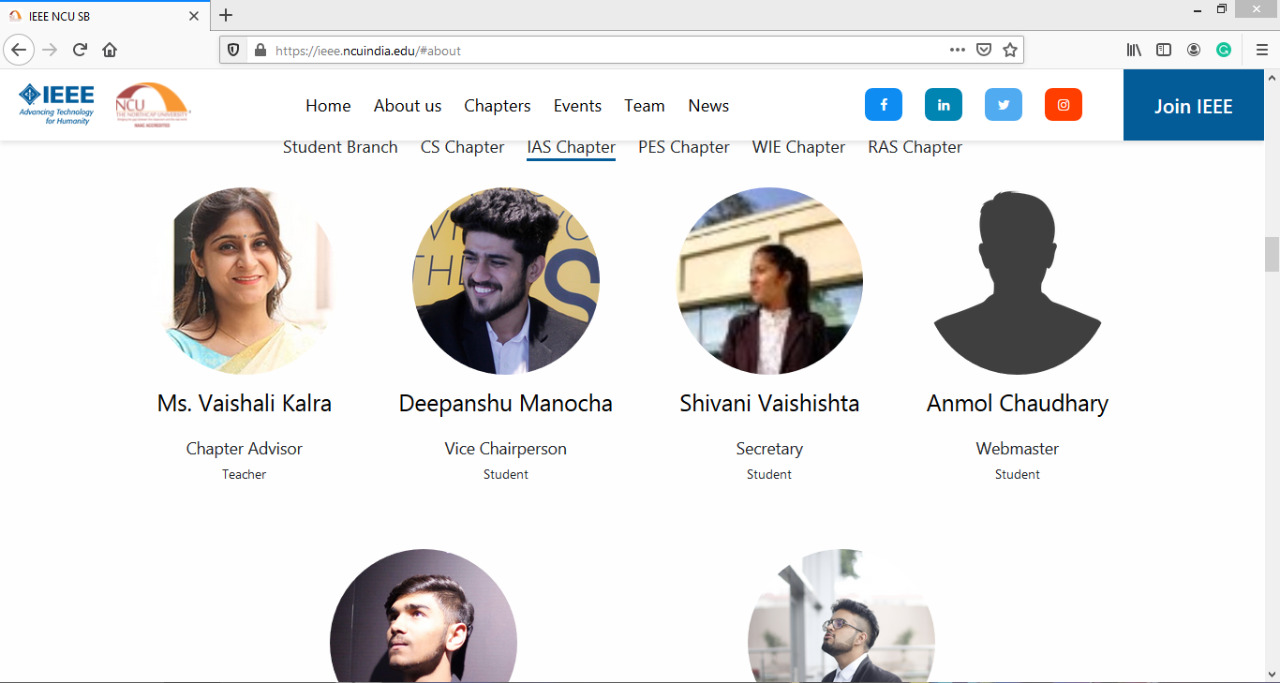 IEEE NCU SB
https://ieee.ncuindia.edu/#about
IEEE
Advancing Technology
for Humanity
NCU
THE NORTHCAP UNIVERSITY
NAAC ACCREDITED
Home About us Chapters Events Team News
Join IEEE
Student Branch CS Chapter IAS Chapter PES Chapter WIE Chapter RAS Chapter
Ms. Vaishali Kalra
Chapter Advisor
Teacher
Deepanshu Manocha
Vice Chairperson
Student
Shivani Vaishishta
Secretary
Student
Anmol Chaudhary
Webmaster
Student